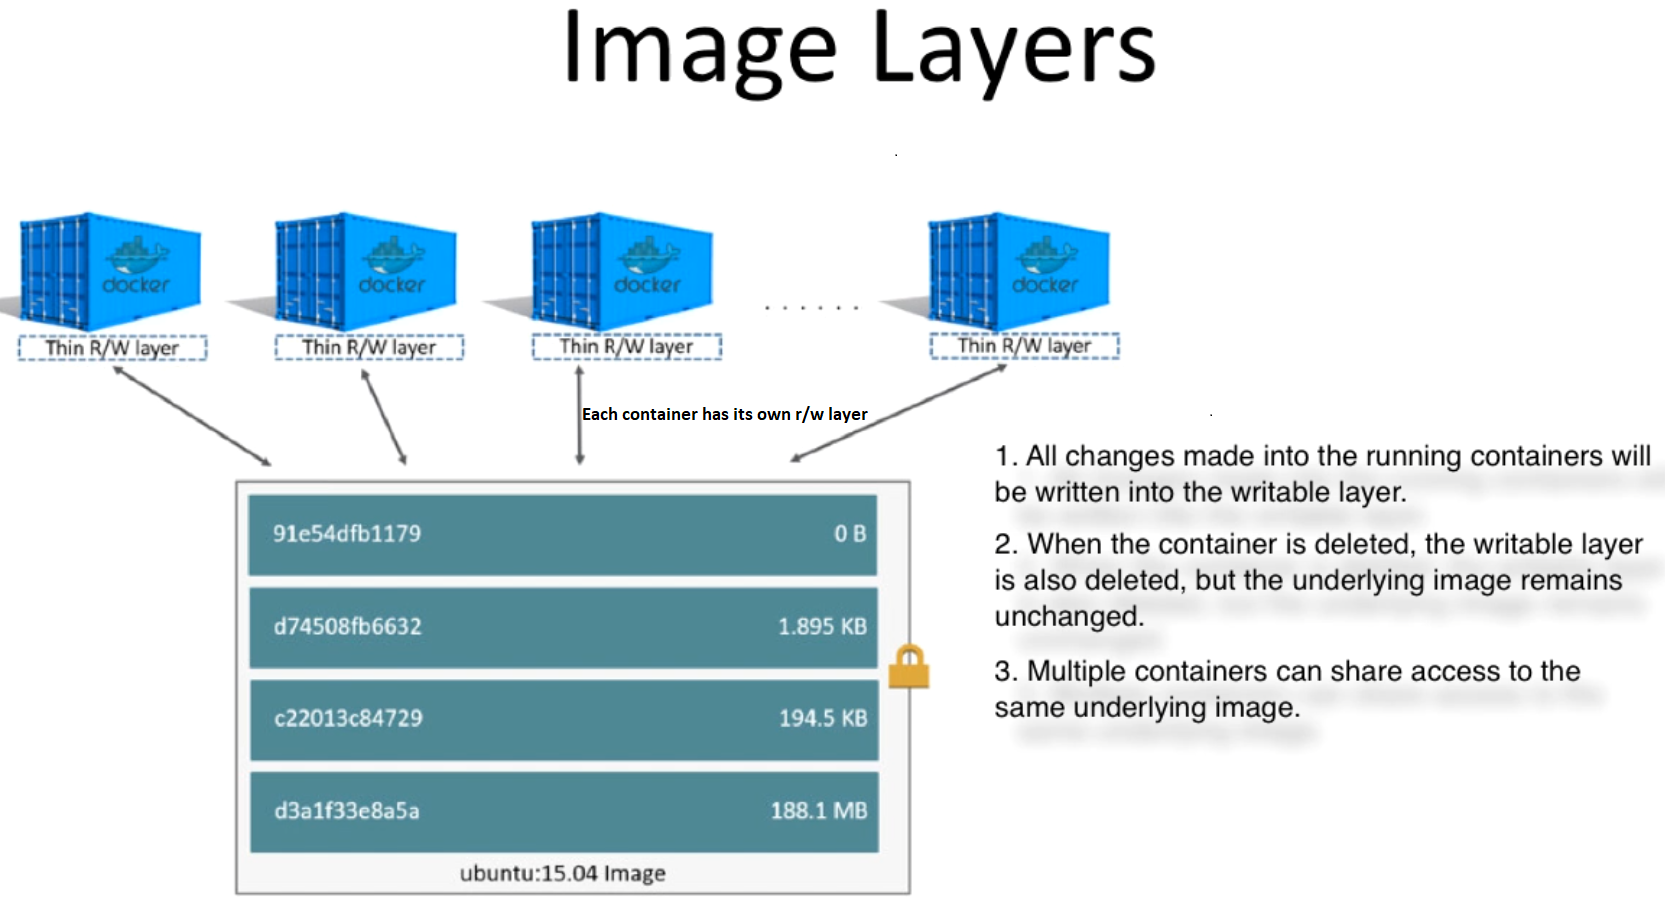 Image Layers
docker
docker
docker
. . . . . .
docker
Thin R/W layer
Thin R/W layer
Thin R/W layer
Thin R/W layer
Each container has its own r/w layer
91e54dfb1179 0 B
d74508fb6632 1.895 KB
c22013c84729 194.5 KB
d3a1f33e8a5a 188.1 MB
ubuntu:15.04 Image
1. All changes made into the running containers will
be written into the writable layer.
2. When the container is deleted, the writable layer
is also deleted, but the underlying image remains
unchanged.
3. Multiple containers can share access to the
same underlying image.